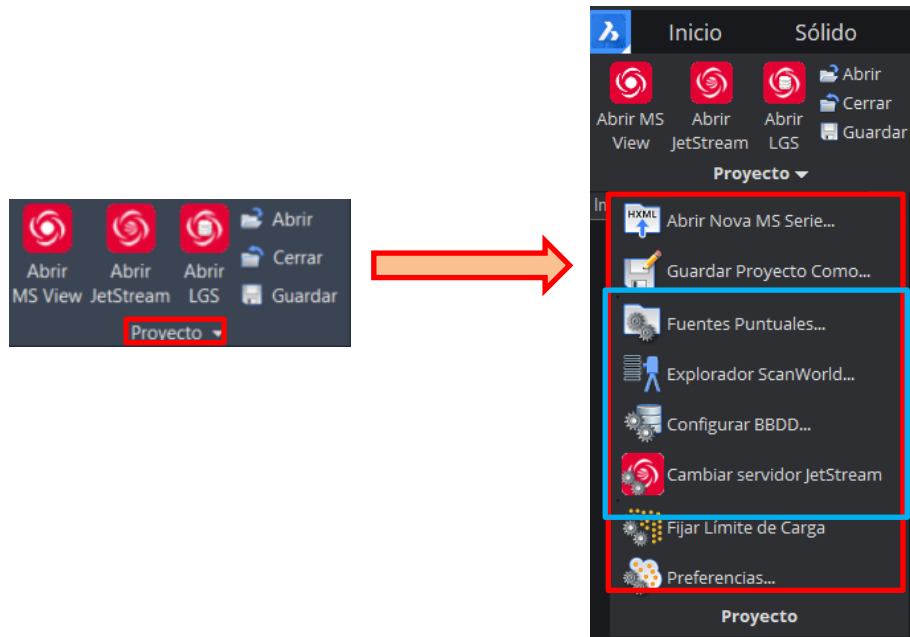 Abrir
MS View
Abrir
JetStream
Abrir
LGS
Abrir
Cerrar
Guardar
Proyecto
Inicio
Sólido
Abrir MS
View
Abrir
JetStream
Abrir
LGS
Abrir
Cerrar
Guardar
Proyecto
In
HXML
Abrir Nova MS Serie...
Guardar Proyecto Como...
Fuentes Puntuales...
Explorador ScanWorld...
Configurar BBDD...
Cambiar servidor JetStream
Fijar Límite de Carga
Preferencias...
Proyecto